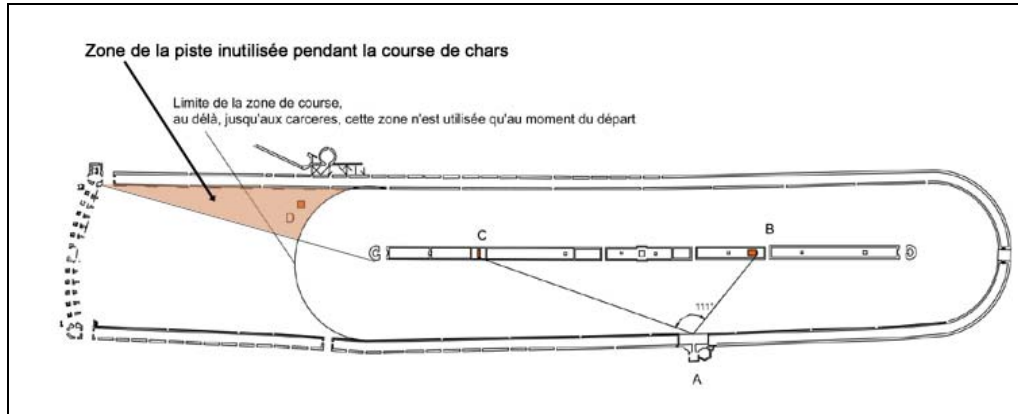 Zone de la piste inutilisée pendant la course de chars
Limite de la zone de course,
au délà, jusqu'aux carceres, cette zone n'est utilisée qu'au moment du départ
D
C
B
111°
A